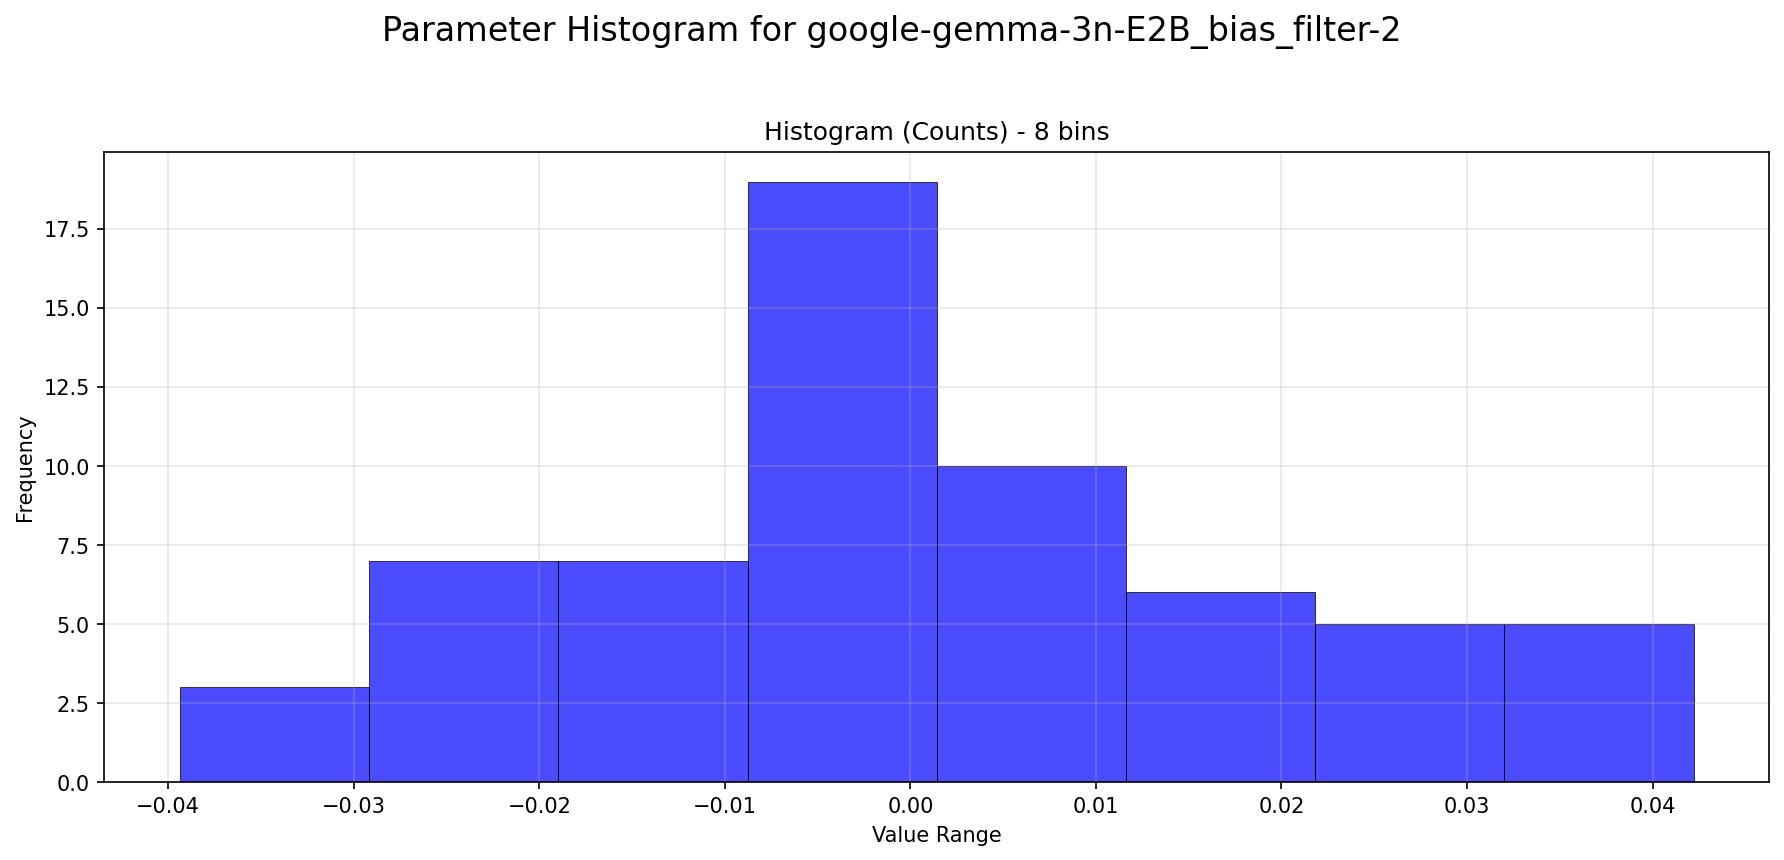 Parameter Histogram for google-gemma-3n-E2B_bias_filter-2
Histogram (Counts) - 8 bins
17.5
15.0
12.5
10.0
7.5
5.0
2.5
0.0
Frequency
−0.04 −0.03 −0.02 −0.01 0.00 0.01 0.02 0.03 0.04
Value Range